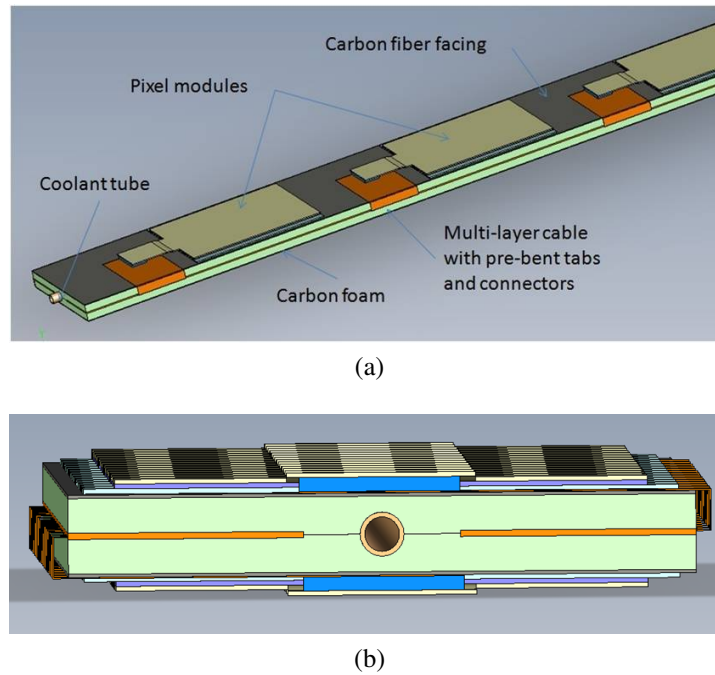 Carbon fiber facing
Pixel modules
Coolant tube
Multi-layer cable
with pre-bent tabs
and connectors
Carbon foam
(a)
(b)